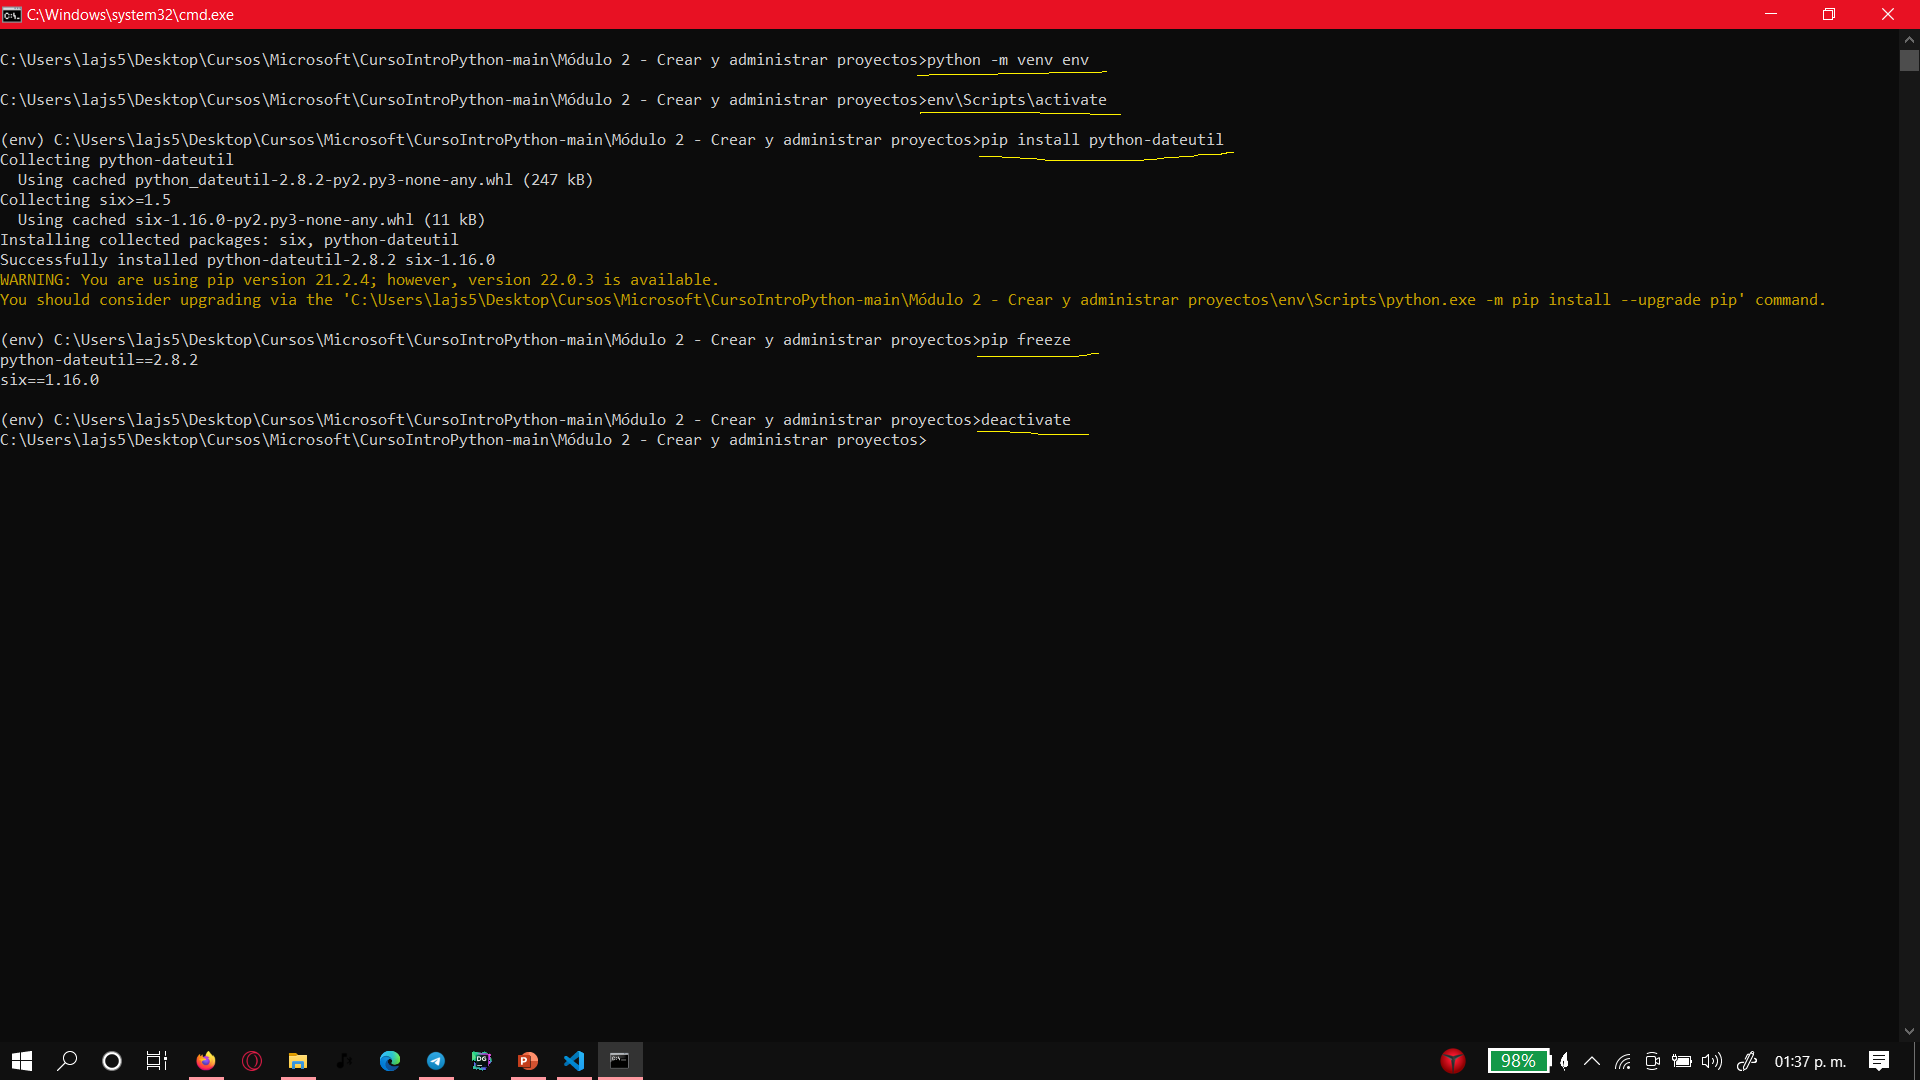 C:\Windows\system32\cmd.exe
C:\Users\lajs5\Desktop\Cursos\Microsoft\CursoIntroPython-main\Módulo 2 - Crear y administrar proyectos>python -m venv env
C:\Users\lajs5\Desktop\Cursos\Microsoft\CursoIntroPython-main\Módulo 2 - Crear y administrar proyectos>env\Scripts\activate
(env) C:\Users\lajs5\Desktop\Cursos\Microsoft\CursoIntroPython-main\Módulo 2 - Crear y administrar proyectos>pip install python-dateutil
Collecting python-dateutil
  Using cached python_dateutil-2.8.2-py2.py3-none-any.whl (247 kB)
Collecting six>=1.5
  Using cached six-1.16.0-py2.py3-none-any.whl (11 kB)
Installing collected packages: six, python-dateutil
Successfully installed python-dateutil-2.8.2 six-1.16.0
WARNING: You are using pip version 21.2.4; however, version 22.0.3 is available.
You should consider upgrading via the 'C:\Users\lajs5\Desktop\Cursos\Microsoft\CursoIntroPython-main\Módulo 2 - Crear y administrar proyectos\env\Scripts\python.exe -m pip install --upgrade pip' command.
(env) C:\Users\lajs5\Desktop\Cursos\Microsoft\CursoIntroPython-main\Módulo 2 - Crear y administrar proyectos>pip freeze
python-dateutil==2.8.2
six==1.16.0
(env) C:\Users\lajs5\Desktop\Cursos\Microsoft\CursoIntroPython-main\Módulo 2 - Crear y administrar proyectos>deactivate
C:\Users\lajs5\Desktop\Cursos\Microsoft\CursoIntroPython-main\Módulo 2 - Crear y administrar proyectos>
98%
01:37 p. m.